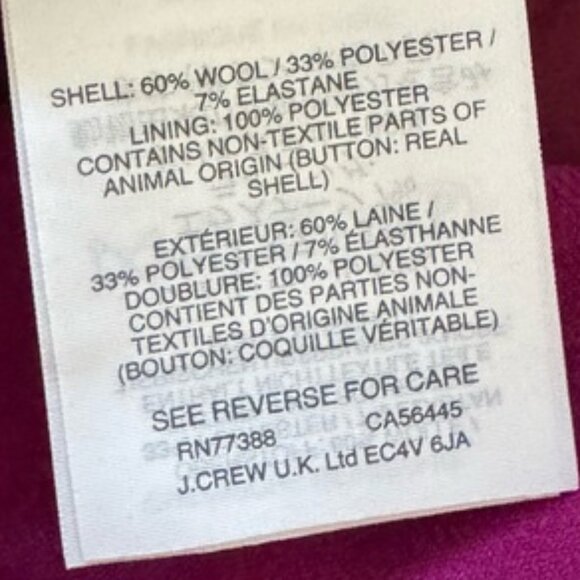 SHELL: 60% WOOL / 33% POLYESTER /
7% ELASTANE
LINING: 100% POLYESTER
CONTAINS NON-TEXTILE PARTS OF
ANIMAL ORIGIN (BUTTON: REAL
SHELL)
EXTÉRIEUR: 60% LAINE /
33% POLYESTER / 7% ÉLASTHANNE
DOUBLURE: 100% POLYESTER
CONTIENT DES PARTIES NON-
TEXTILES D'ORIGINE ANIMALE
(BOUTON: COQUILLE VÉRITABLE)
SEE REVERSE FOR CARE
RN77388 CA56445
J.CREW U.K. Ltd EC4V 6JA